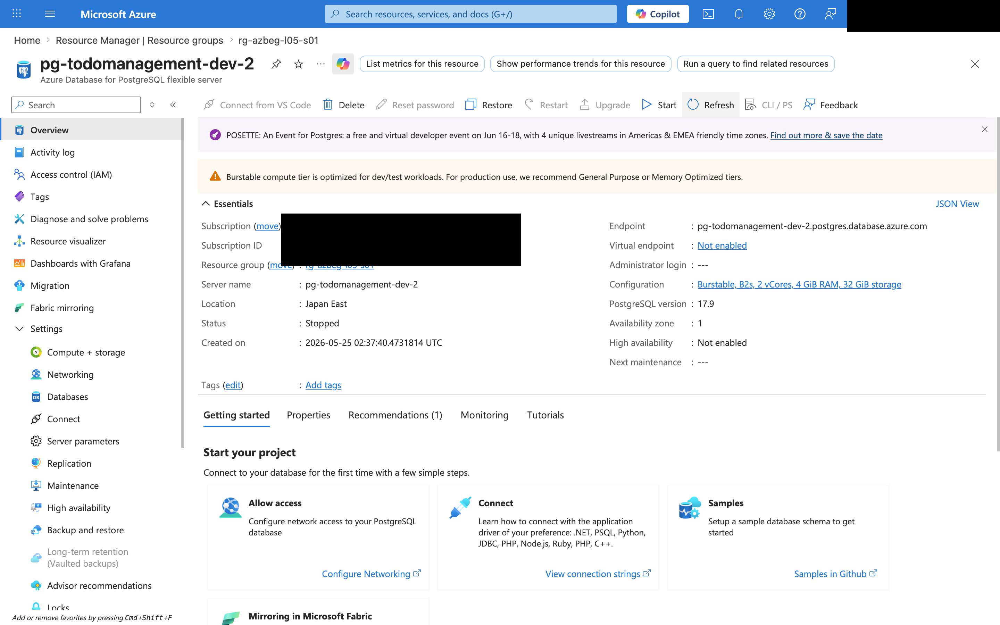 Microsoft Azure
Search resources, services, and docs (G+/)
Copilot
Home > Resource Manager | Resource groups > rg-azbeg-l05-s01
pg-todomanagement-dev-2
List metrics for this resource
Show performance trends for this resource
Run a query to find related resources
Azure Database for PostgreSQL flexible server
Search
Connect from VS Code
Delete
Reset password
Restore
Restart
Upgrade
Start
Refresh
CLI / PS
Feedback
Overview
Activity log
Access control (IAM)
Tags
Diagnose and solve problems
Resource visualizer
Dashboards with Grafana
Migration
Fabric mirroring
Settings
Compute + storage
Networking
Databases
Connect
Server parameters
Replication
Maintenance
High availability
Backup and restore
Long-term retention
(Vaulted backups)
Advisor recommendations
Locks
Add or remove favorites by pressing Cmd+Shift+F
POSETTE: An Event for Postgres: a free and virtual developer event on Jun 16-18, with 4 unique livestreams in Americas & EMEA friendly time zones. Find out more & save the date
Burstable compute tier is optimized for dev/test workloads. For production use, we recommend General Purpose or Memory Optimized tiers.
Essentials
JSON View
Subscription (move)
Subscription ID
Resource group (move) : rg-azbeg-l05-s01
Server name : pg-todomanagement-dev-2
Location : Japan East
Status : Stopped
Created on : 2026-05-25 02:37:40.4731814 UTC
Endpoint : pg-todomanagement-dev-2.postgres.database.azure.com
Virtual endpoint : Not enabled
Administrator login : ---
Configuration : Burstable, B2s, 2 vCores, 4 GiB RAM, 32 GiB storage
PostgreSQL version : 17.9
Availability zone : 1
High availability : Not enabled
Next maintenance : ---
Tags (edit) : Add tags
Getting started
Properties
Recommendations (1)
Monitoring
Tutorials
Start your project
Connect to your database for the first time with a few simple steps.
Allow access
Configure network access to your PostgreSQL
database
Configure Networking
Connect
Learn how to connect with the application
driver of your preference: .NET, PSQL, Python,
JDBC, PHP, Node.js, Ruby, PHP, C++.
View connection strings
Samples
Setup a sample database schema to get
started
Samples in Github
Mirroring in Microsoft Fabric